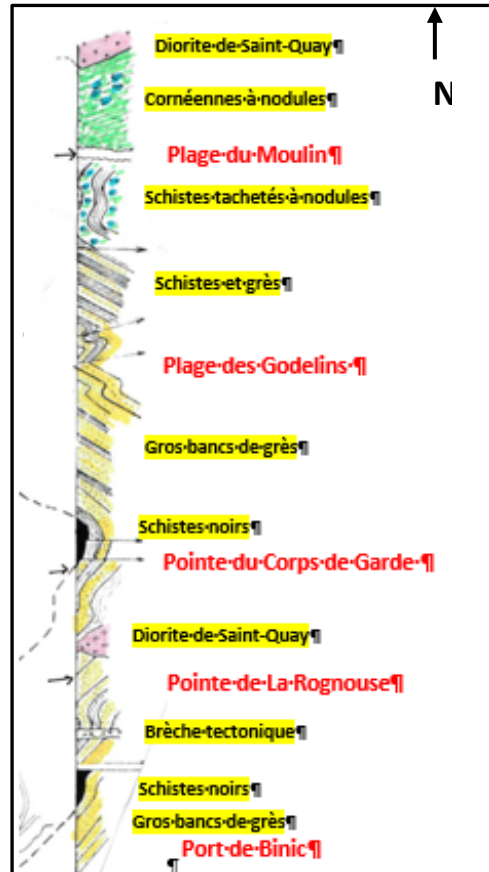 Diorite·de·Saint-Quay¶
N
Cornéennes·à·nodules¶
Plage·du·Moulin¶
Schistes·tachetés·à·nodules¶
Schistes·et·grès¶
Plage·des·Godelins·¶
Gros·bancs·de·grès¶
Schistes·noirs¶
Pointe·du·Corps·de·Garde·¶
Diorite·de·Saint-Quay¶
Pointe·de·La·Rognouse¶
Brèche·tectonique¶
Schistes·noirs¶
Gros·bancs·de·grès¶
Port·de·Binic¶
¶